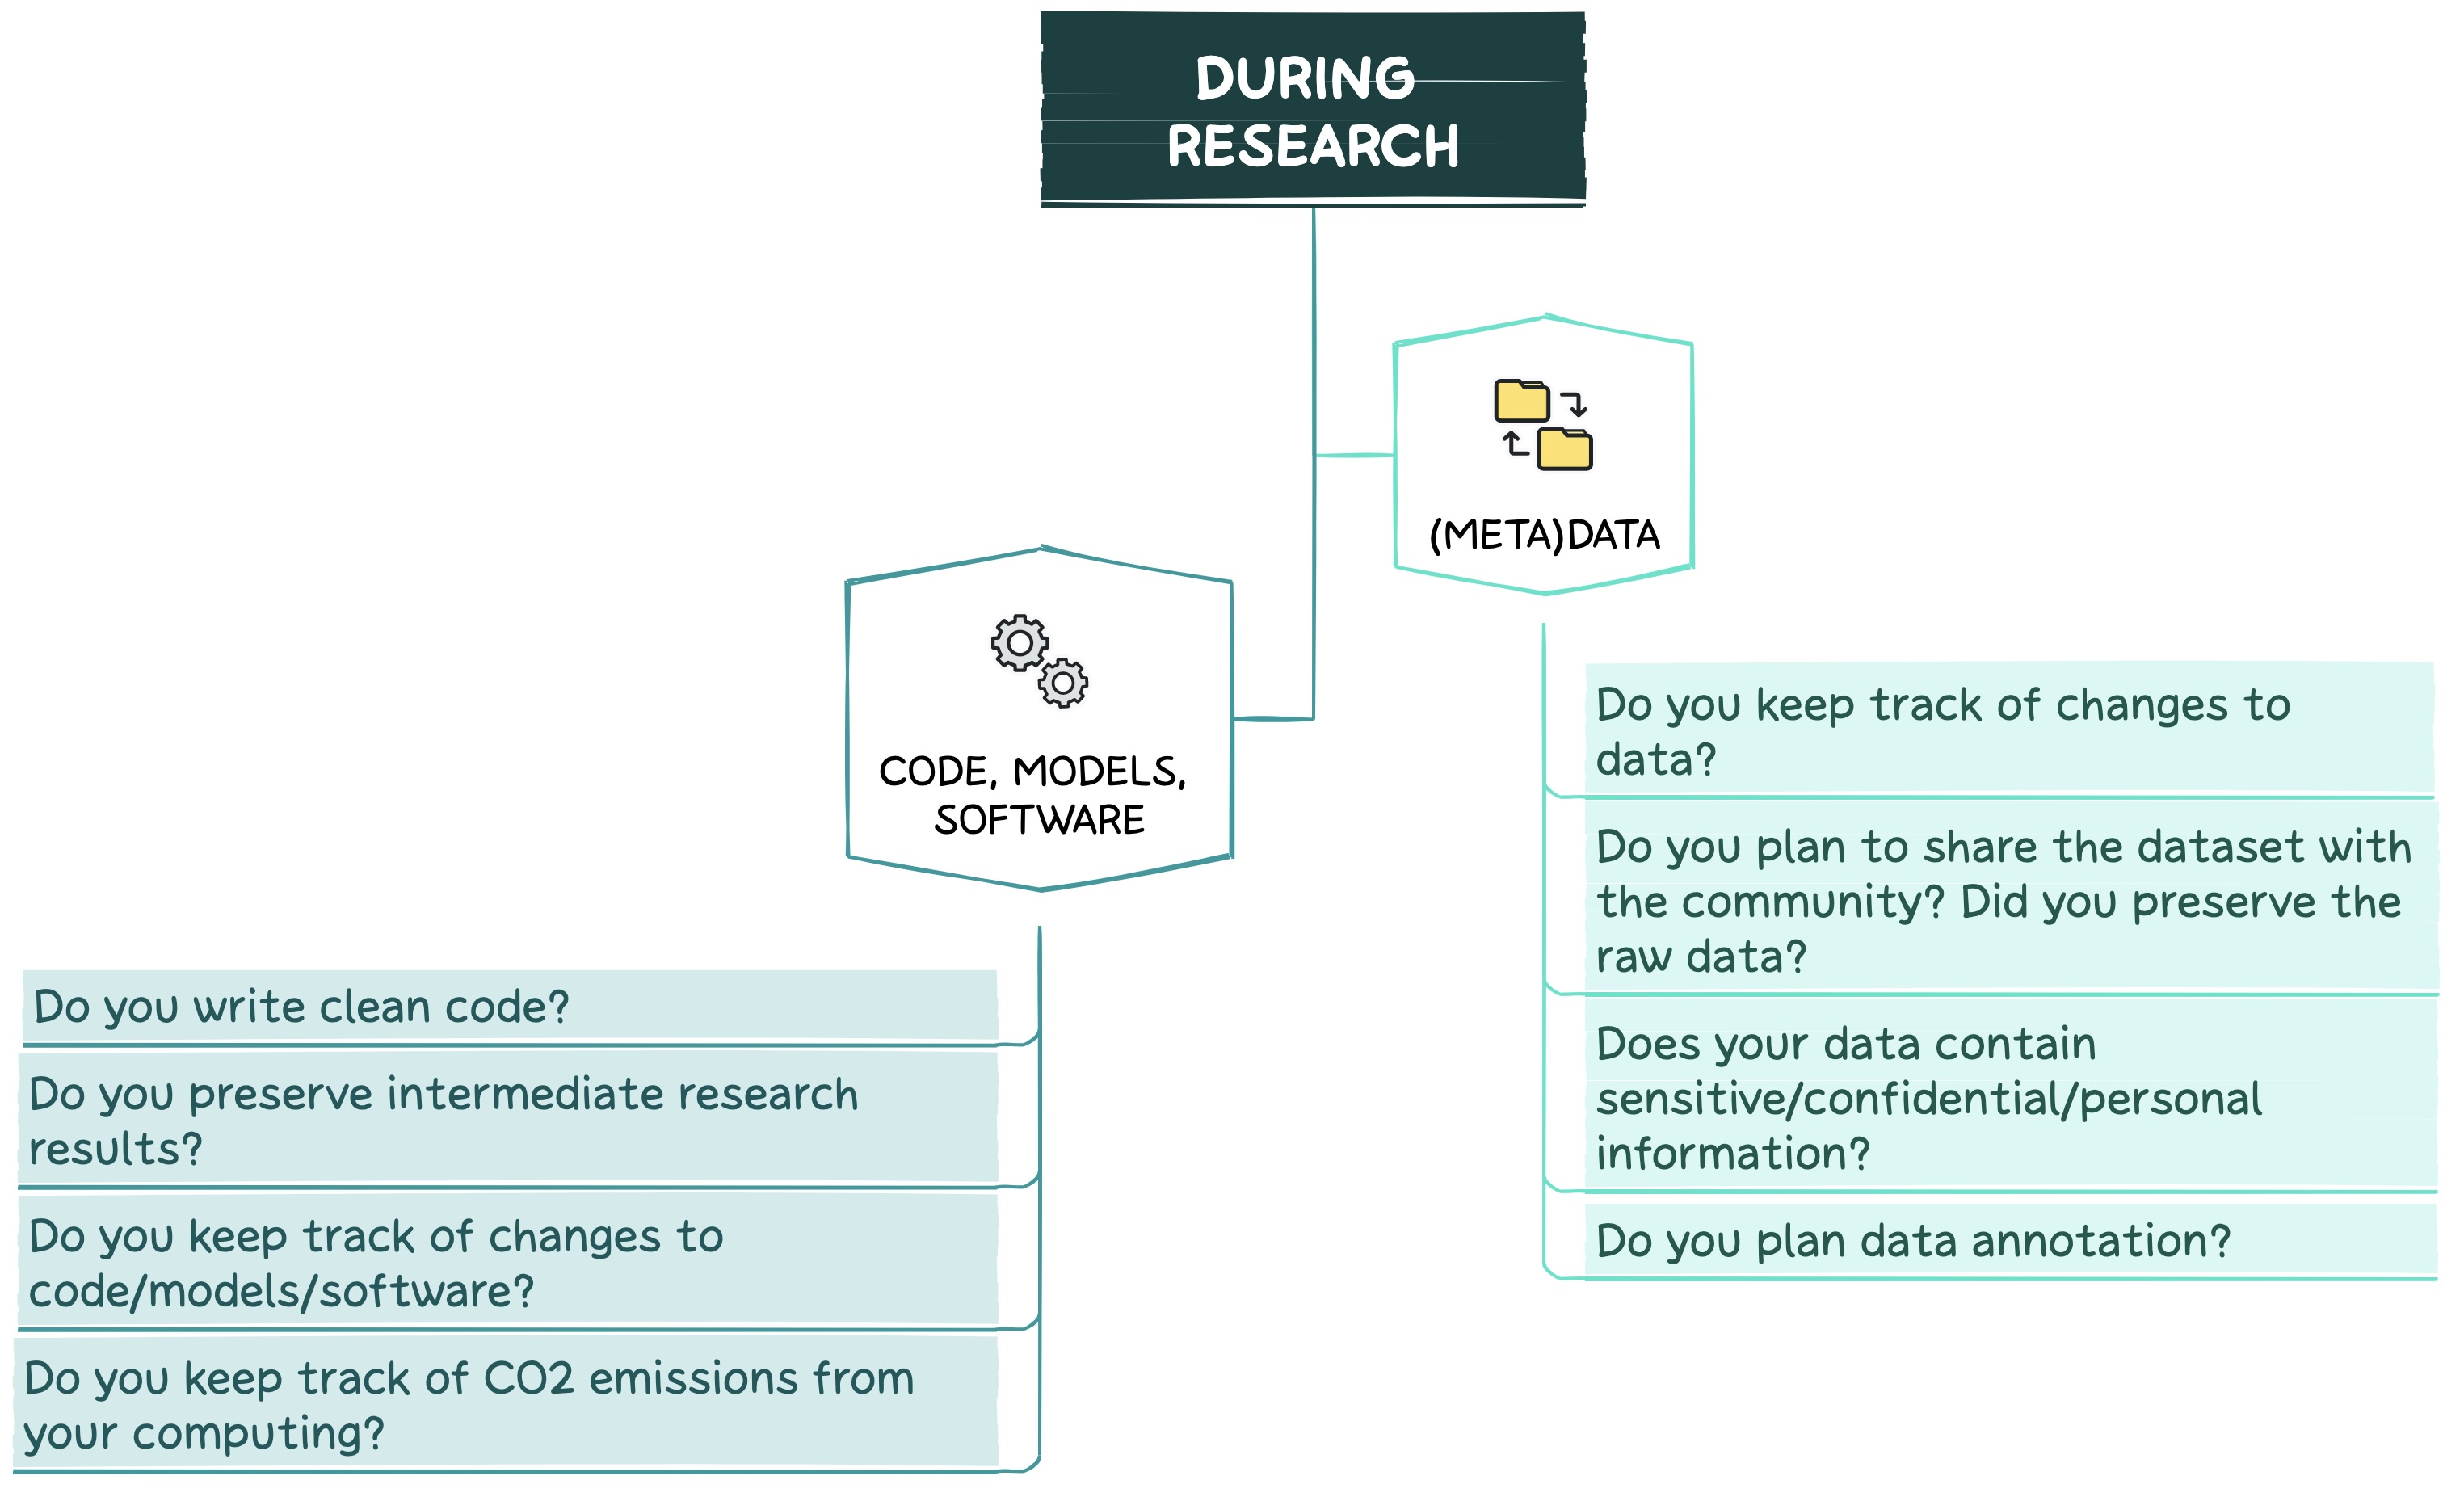 DURING
RESEARCH
(META)DATA
CODE, MODELS,
SOFTWARE
Do you keep track of changes to
data?
Do you plan to share the dataset with
the community? Did you preserve the
raw data?
Does your data contain
sensitive/confidential/personal
information?
Do you plan data annotation?
Do you write clean code?
Do you preserve intermediate research
results?
Do you keep track of changes to
code/models/software?
Do you keep track of CO2 emissions from
your computing?